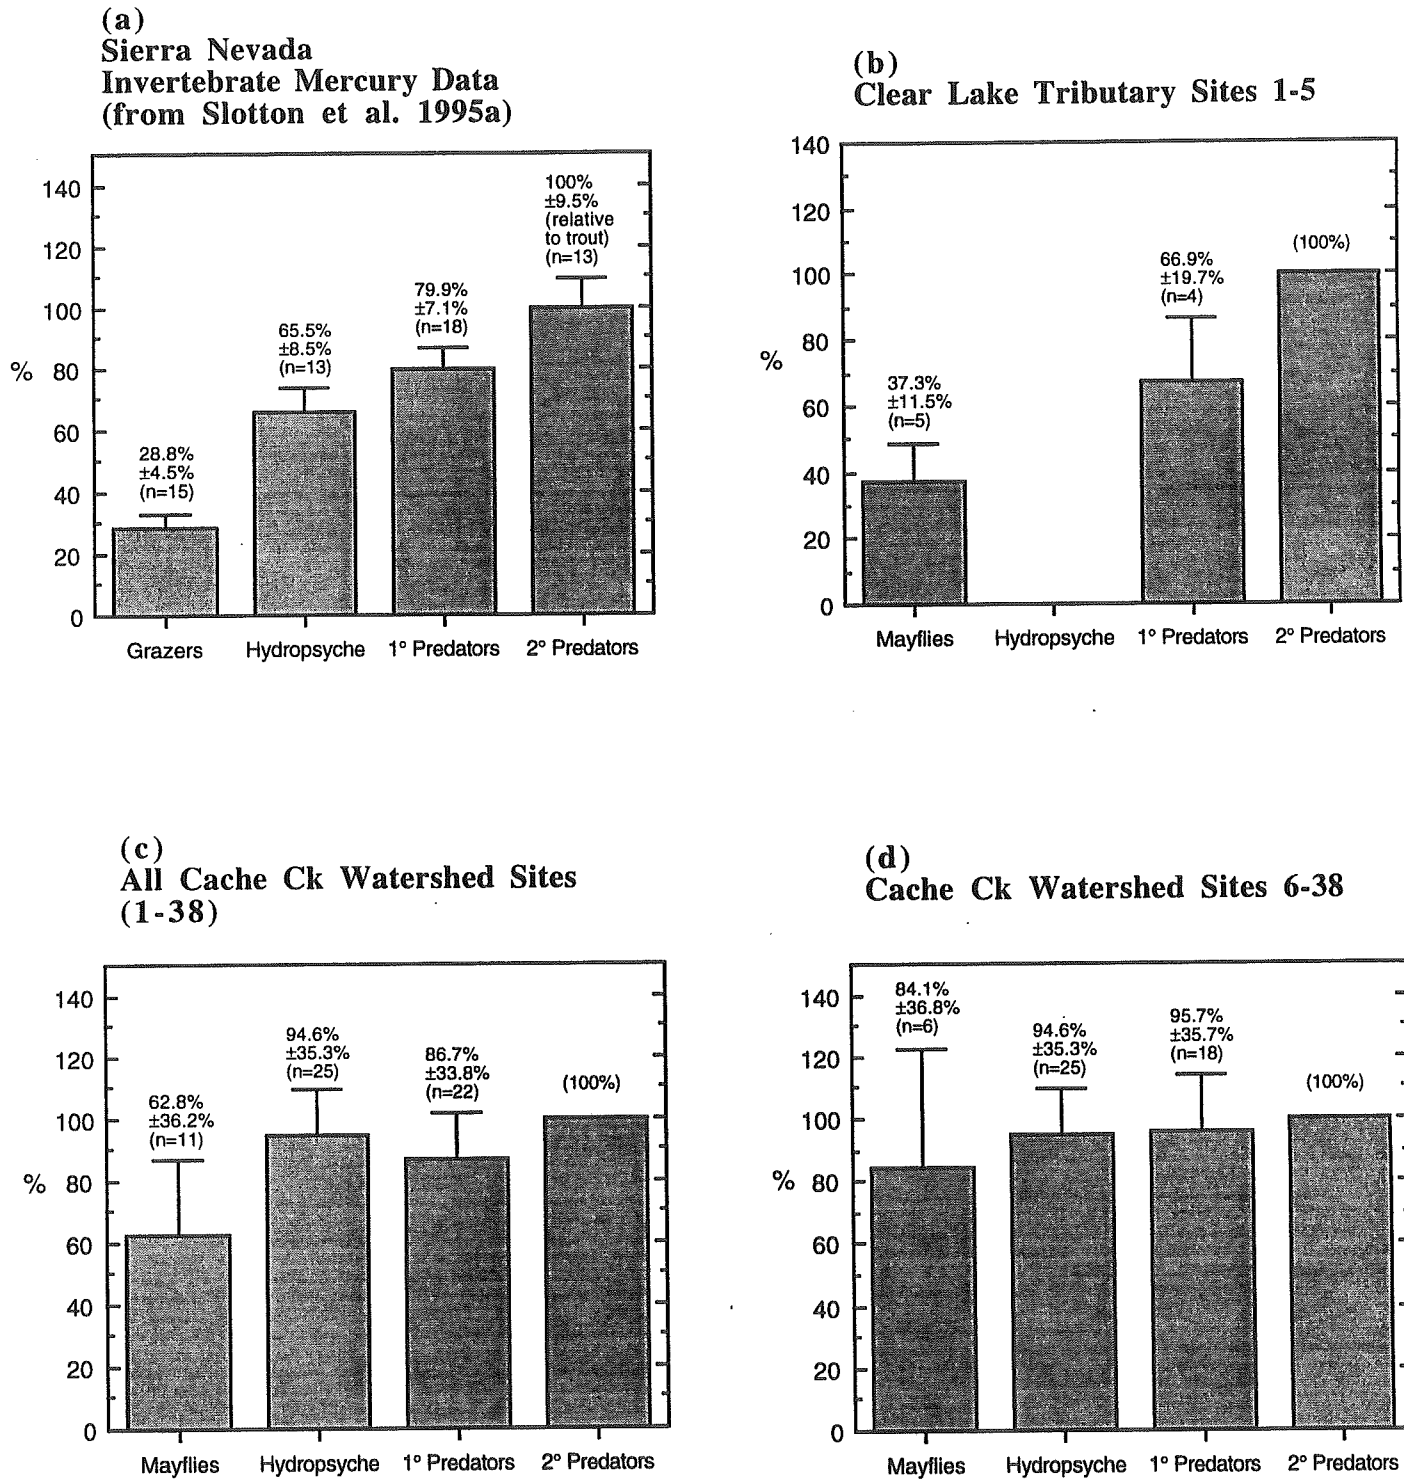 (a)
Sierra Nevada
Invertebrate Mercury Data
(from Slotton et al. 1995a)
140
120
100
80
60
40
20
0
%
28.8%
±4.5%
(n=15)
65.5%
±8.5%
(n=13)
79.9%
±7.1%
(n=18)
100%
±9.5%
(relative
to trout)
(n=13)
Grazers Hydropsyche 1° Predators 2° Predators
(b)
Clear Lake Tributary Sites 1-5
140
120
100
80
60
40
20
0
%
37.3%
±11.5%
(n=5)
66.9%
±19.7%
(n=4)
(100%)
Mayflies Hydropsyche 1° Predators 2° Predators
(c)
All Cache Ck Watershed Sites
(1-38)
140
120
100
80
60
40
20
0
%
62.8%
±36.2%
(n=11)
94.6%
±35.3%
(n=25)
86.7%
±33.8%
(n=22)
(100%)
Mayflies Hydropsyche 1° Predators 2° Predators
(d)
Cache Ck Watershed Sites 6-38
140
120
100
80
60
40
20
0
%
84.1%
±36.8%
(n=6)
94.6%
±35.3%
(n=25)
95.7%
±35.7%
(n=18)
(100%)
Mayflies Hydropsyche 1° Predators 2° Predators